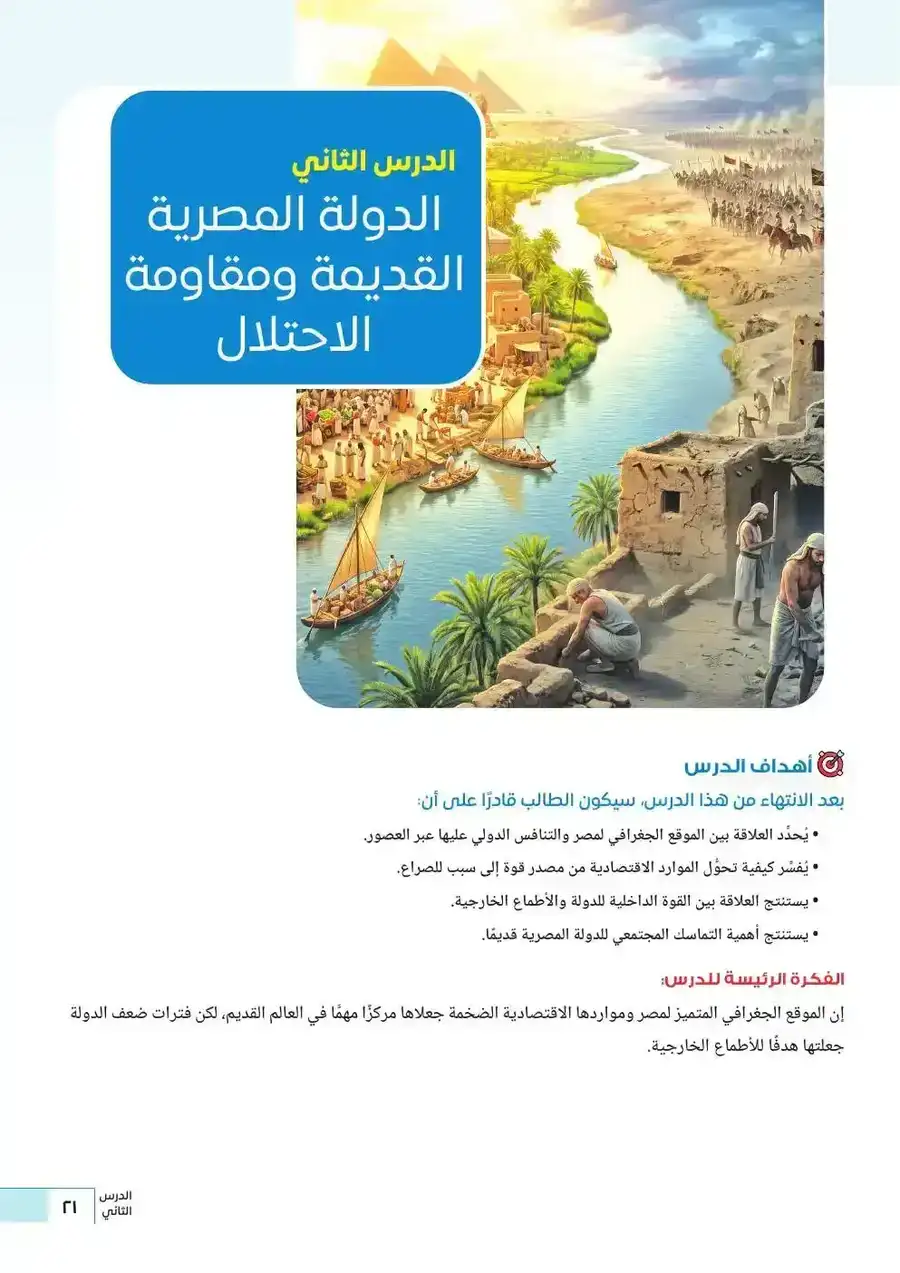 الدرس الثاني
الدولة المصرية
القديمة ومقاومة
الاحتلال
أهداف الدرس
بعد الانتهاء من هذا الدرس، سيكون الطالب قادرًا على أن:
• يُحدِّد العلاقة بين الموقع الجغرافي لمصر والتنافس الدولي عليها عبر العصور.
• يُفسِّر كيفية تحوُّل الموارد الاقتصادية من مصدر قوة إلى سبب للصراع.
• يستنتج العلاقة بين القوة الداخلية للدولة والأطماع الخارجية.
• يستنتج أهمية التماسك المجتمعي للدولة المصرية قديمًا.
الفكرة الرئيسة للدرس:
إن الموقع الجغرافي المتميز لمصر ومواردها الاقتصادية الضخمة جعلاها مركزًا مهمًّا في العالم القديم، لكن فترات ضعف الدولة
جعلتها هدفًا للأطماع الخارجية.
الدرس
الثاني
٢١